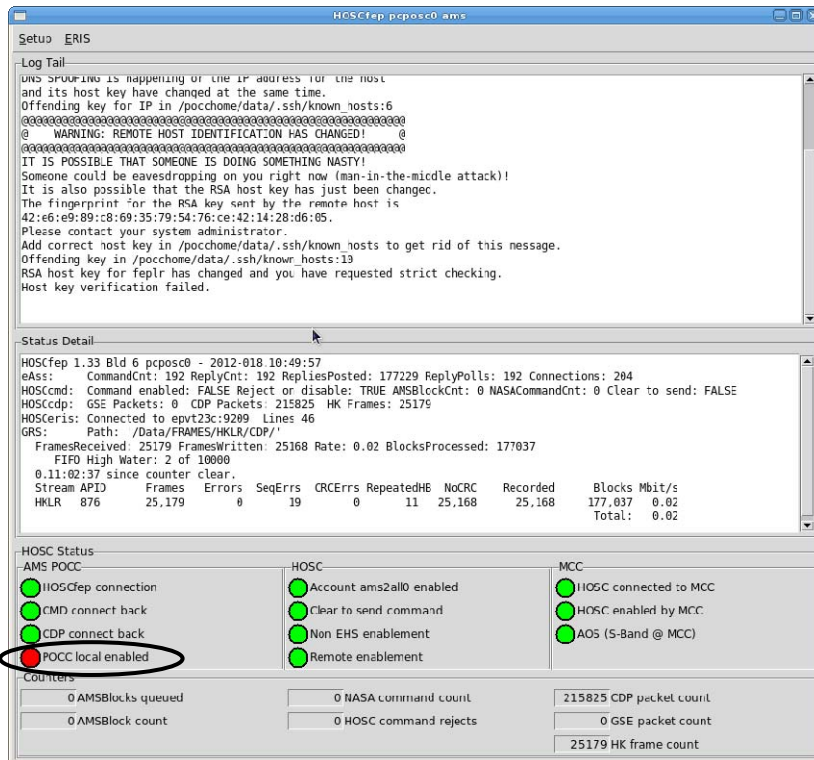 HOSCfep pcposc0 ams
Setup ERIS
Log Tail
DNS SPOOFING is happening or the IP address for the host
and its host key have changed at the same time.
Offending key for IP in /pocchome/data/.ssh/known_hosts:6
@@@@@@@@@@@@@@@@@@@@@@@@@@@@@@@@@@@@@@@@@@@@@@@@@@@@@@@@@@@
@ WARNING: REMOTE HOST IDENTIFICATION HAS CHANGED! @
@@@@@@@@@@@@@@@@@@@@@@@@@@@@@@@@@@@@@@@@@@@@@@@@@@@@@@@@@@@
IT IS POSSIBLE THAT SOMEONE IS DOING SOMETHING NASTY!
Someone could be eavesdropping on you right now (man-in-the-middle attack)!
It is also possible that the RSA host key has just been changed.
The fingerprint for the RSA key sent by the remote host is
42:e6:e9:89:c8:69:35:79:54:76:ce:42:14:28:d6:05.
Please contact your system administrator.
Add correct host key in /pocchome/data/.ssh/known_hosts to get rid of this message.
Offending key in /pocchome/data/.ssh/known_hosts:19
RSA host key for feplr has changed and you have requested strict checking.
Host key verification failed.
Status Detail
HOSCfep 1.33 Bld 6 pcposc0 - 2012-018 10:49:57
eAss: CommandCnt: 192 ReplyCnt: 192 RepliesPosted: 177229 ReplyPolls: 192 Connections: 204
HOSCcmd: Command enabled: FALSE Reject or disable: TRUE AMSBlockCnt: 0 NASACommandCnt: 0 Clear to send: FALSE
HOSCcdp: GSE Packets: 0 CDP Packets: 215825 HK Frames: 25179
HOSCeris: Connected to epvt23c:9209 Lines 46
GRS: Path: '/Data/FRAMES/HKLR/CDP/'
FramesReceived: 25179 FramesWritten: 25168 Rate: 0.02 BlocksProcessed: 177037
FIFO High Water: 2 of 10000
0.11:02:37 since counter clear.
Stream APID Frames Errors SeqErrs CRCErrs RepeatedHB NoCRC Recorded Blocks Mbit/s
HKLR 876 25,179 0 19 0 11 25,168 25,168 177,037 0.02
Total: 0.02
HOSC Status
AMS POCC
HOSCfep connection
CMD connect back
CDP connect back
POCC local enabled
HOSC
Account ams2all0 enabled
Clear to send command
Non EHS enablement
Remote enablement
MCC
HOSC connected to MCC
HOSC enabled by MCC
AOS (S-Band @ MCC)
Counters
0 AMSBlocks queued
0 AMSBlock count
0 NASA command count
0 HOSC command rejects
215825 CDP packet count
0 GSE packet count
25179 HK frame count